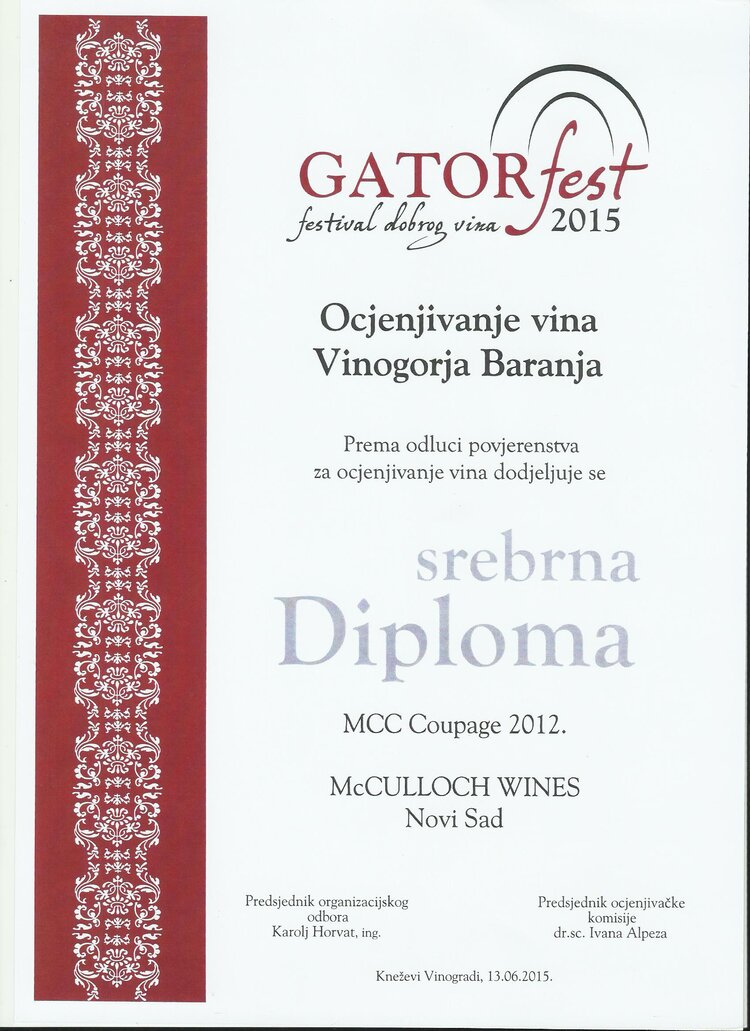 GATORfest
festival dobrog vina 2015
Ocjenjivanje vina
Vinogorja Baranja
Prema odluci povjerenstva
za ocjenjivanje vina dodjeljuje se
srebrna
Diploma
MCC Coupage 2012.
McCULLOCH WINES
Novi Sad
Predsjednik organizacijskog
odbora
Karolj Horvat, ing.
Predsjednik ocjenjivačke
komisije
dr.sc. Ivana Alpeza
Kneževi Vinogradi, 13.06.2015.